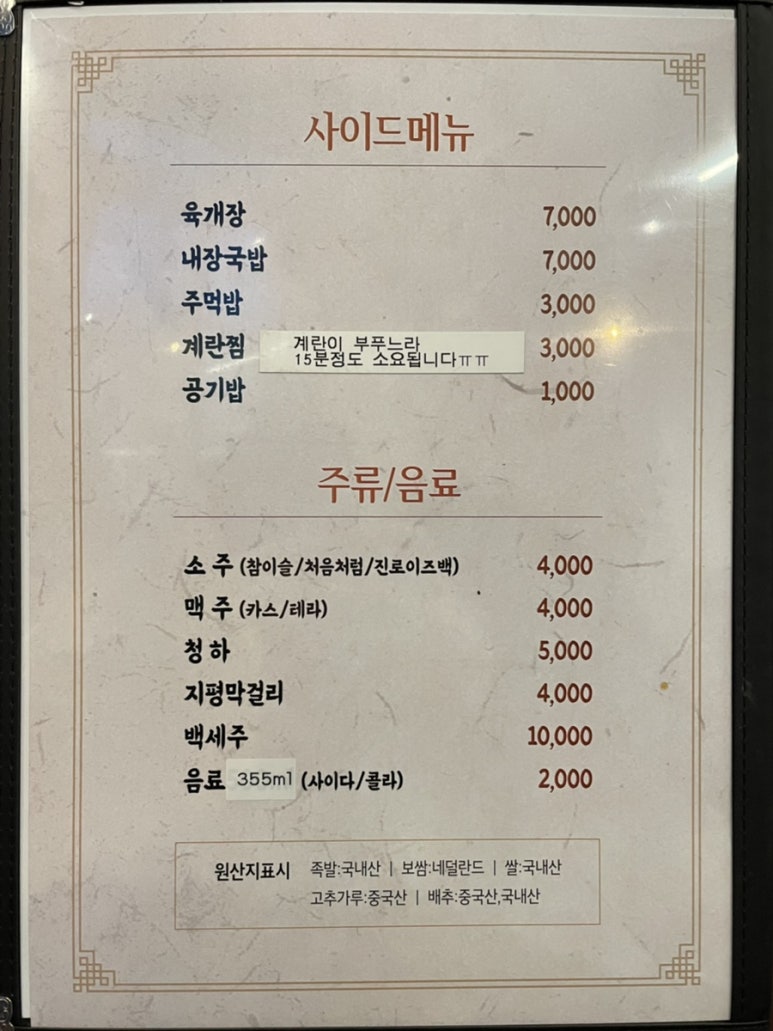 사이드메뉴
육개장 7,000
내장국밥 7,000
주먹밥 3,000
계란찜 계란이 부푸느라 15분정도 소요됩니다ㅠㅠ 3,000
공기밥 1,000
주류/음료
소 주 (참이슬/처음처럼/진로이즈백) 4,000
맥 주 (카스/테라) 4,000
청 하 5,000
지평막걸리 4,000
백세주 10,000
음료 355ml (사이다/콜라) 2,000
원산지표시 족발:국내산 | 보쌈:네덜란드 | 쌀:국내산
고추가루:중국산 | 배추:중국산,국내산